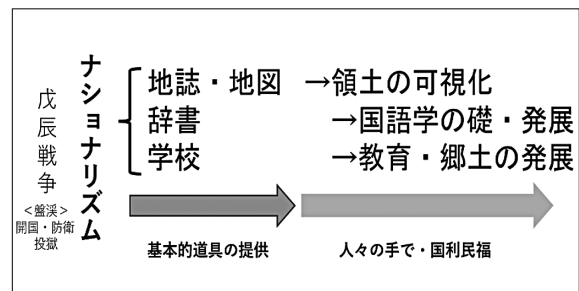 戊辰戦争
<盤渓>
開国・防衛
投獄
ナショナリズム
地誌・地図 →領土の可視化
辞書 →国語学の礎・発展
学校 →教育・郷土の発展
基本的道具の提供
人々の手で・国利民福